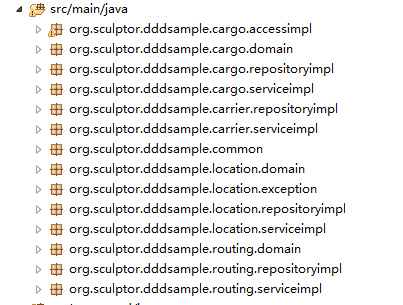 src/main/java
org.sculptor.dddsample.cargo.accessimpl
org.sculptor.dddsample.cargo.domain
org.sculptor.dddsample.cargo.repositoryimpl
org.sculptor.dddsample.cargo.serviceimpl
org.sculptor.dddsample.carrier.repositoryimpl
org.sculptor.dddsample.carrier.serviceimpl
org.sculptor.dddsample.common
org.sculptor.dddsample.location.domain
org.sculptor.dddsample.location.exception
org.sculptor.dddsample.location.repositoryimpl
org.sculptor.dddsample.location.serviceimpl
org.sculptor.dddsample.routing.domain
org.sculptor.dddsample.routing.repositoryimpl
org.sculptor.dddsample.routing.serviceimpl